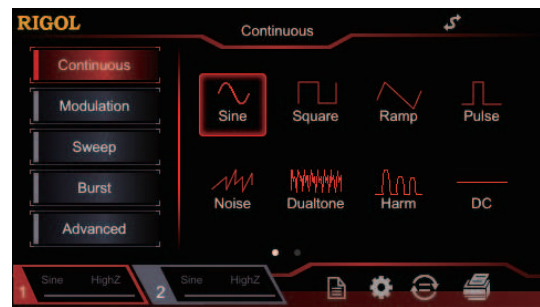 RIGOL
Continuous
Continuous
Modulation
Sweep
Burst
Advanced
Sine Square Ramp Pulse
Noise Dualtone Harm DC
1 Sine HighZ 2 Sine HighZ